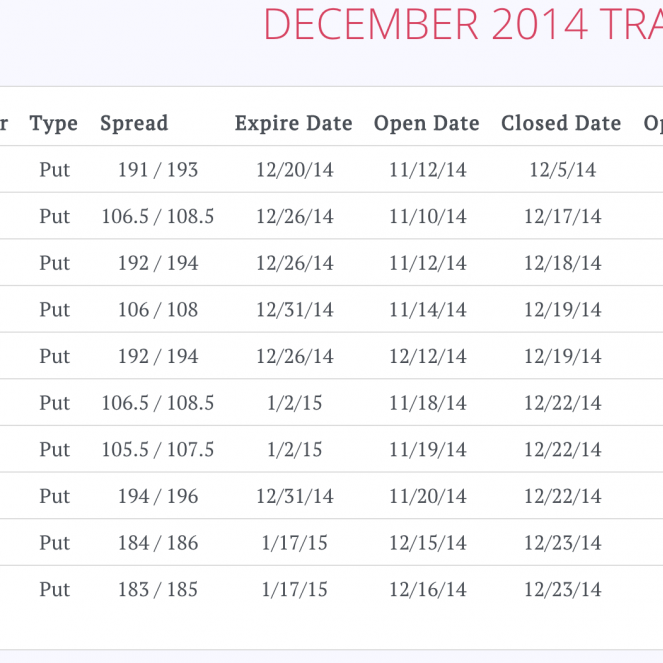 DECEMBER 2014 TRA
r Type Spread Expire Date Open Date Closed Date Op
Put 191 / 193 12/20/14 11/12/14 12/5/14
Put 106.5 / 108.5 12/26/14 11/10/14 12/17/14
Put 192 / 194 12/26/14 11/12/14 12/18/14
Put 106 / 108 12/31/14 11/14/14 12/19/14
Put 192 / 194 12/26/14 12/12/14 12/19/14
Put 106.5 / 108.5 1/2/15 11/18/14 12/22/14
Put 105.5 / 107.5 1/2/15 11/19/14 12/22/14
Put 194 / 196 12/31/14 11/20/14 12/22/14
Put 184 / 186 1/17/15 12/15/14 12/23/14
Put 183 / 185 1/17/15 12/16/14 12/23/14